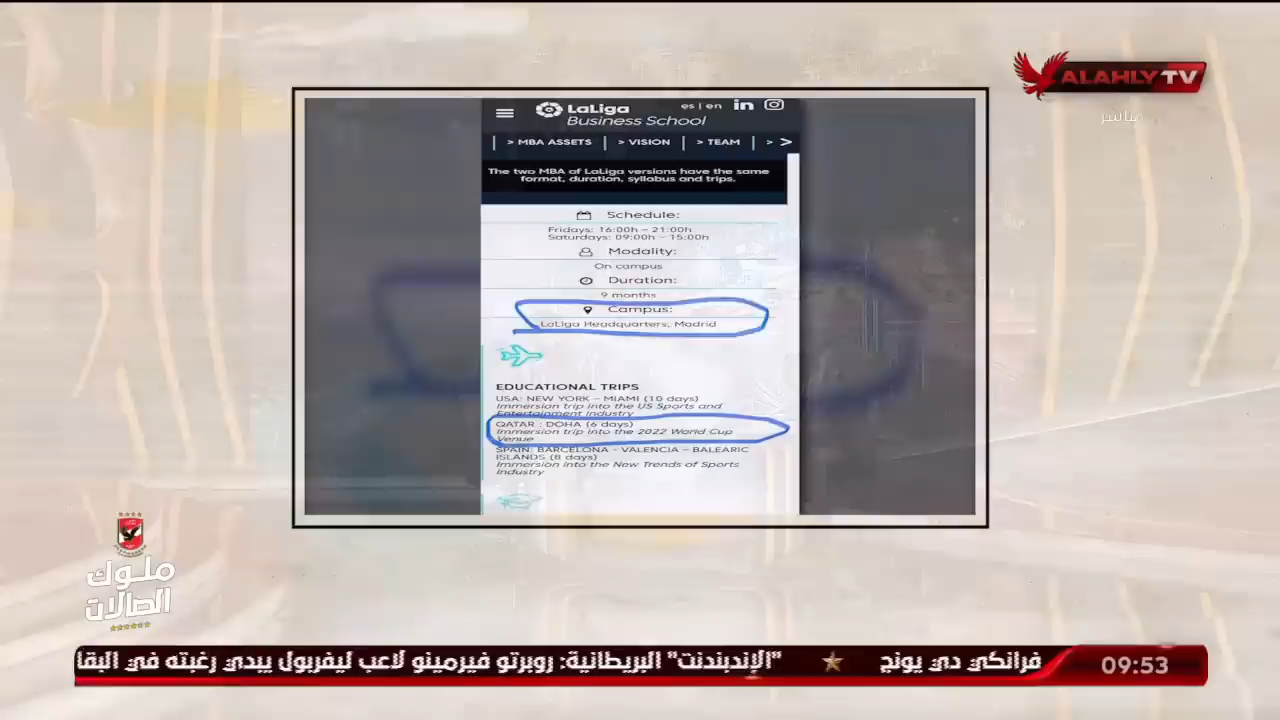 ALAHLY TV
مباشر
LaLiga
Business School
es | en
> MBA ASSETS | > VISION | > TEAM | > >
The two MBA of LaLiga versions have the same
format, duration, syllabus and trips.
Schedule:
Fridays: 16:00h – 21:00h
Saturdays: 09:00h – 15:00h
Modality:
On campus
Duration:
9 months
Campus:
LaLiga Headquarters, Madrid
EDUCATIONAL TRIPS
USA: NEW YORK – MIAMI (10 days)
Immersion trip into the US Sports and
Entertainment Industry
QATAR : DOHA (6 days)
Immersion trip into the 2022 World Cup
Venue
SPAIN: BARCELONA - VALENCIA – BALEARIC
ISLANDS (8 days)
Immersion into the New Trends of Sports
Industry
ملوك
الصالات
فرانكي دي يونج ★ "الإندبندنت" البريطانية: روبرتو فيرمينو لاعب ليفربول يبدي رغبته في البقا
09:53